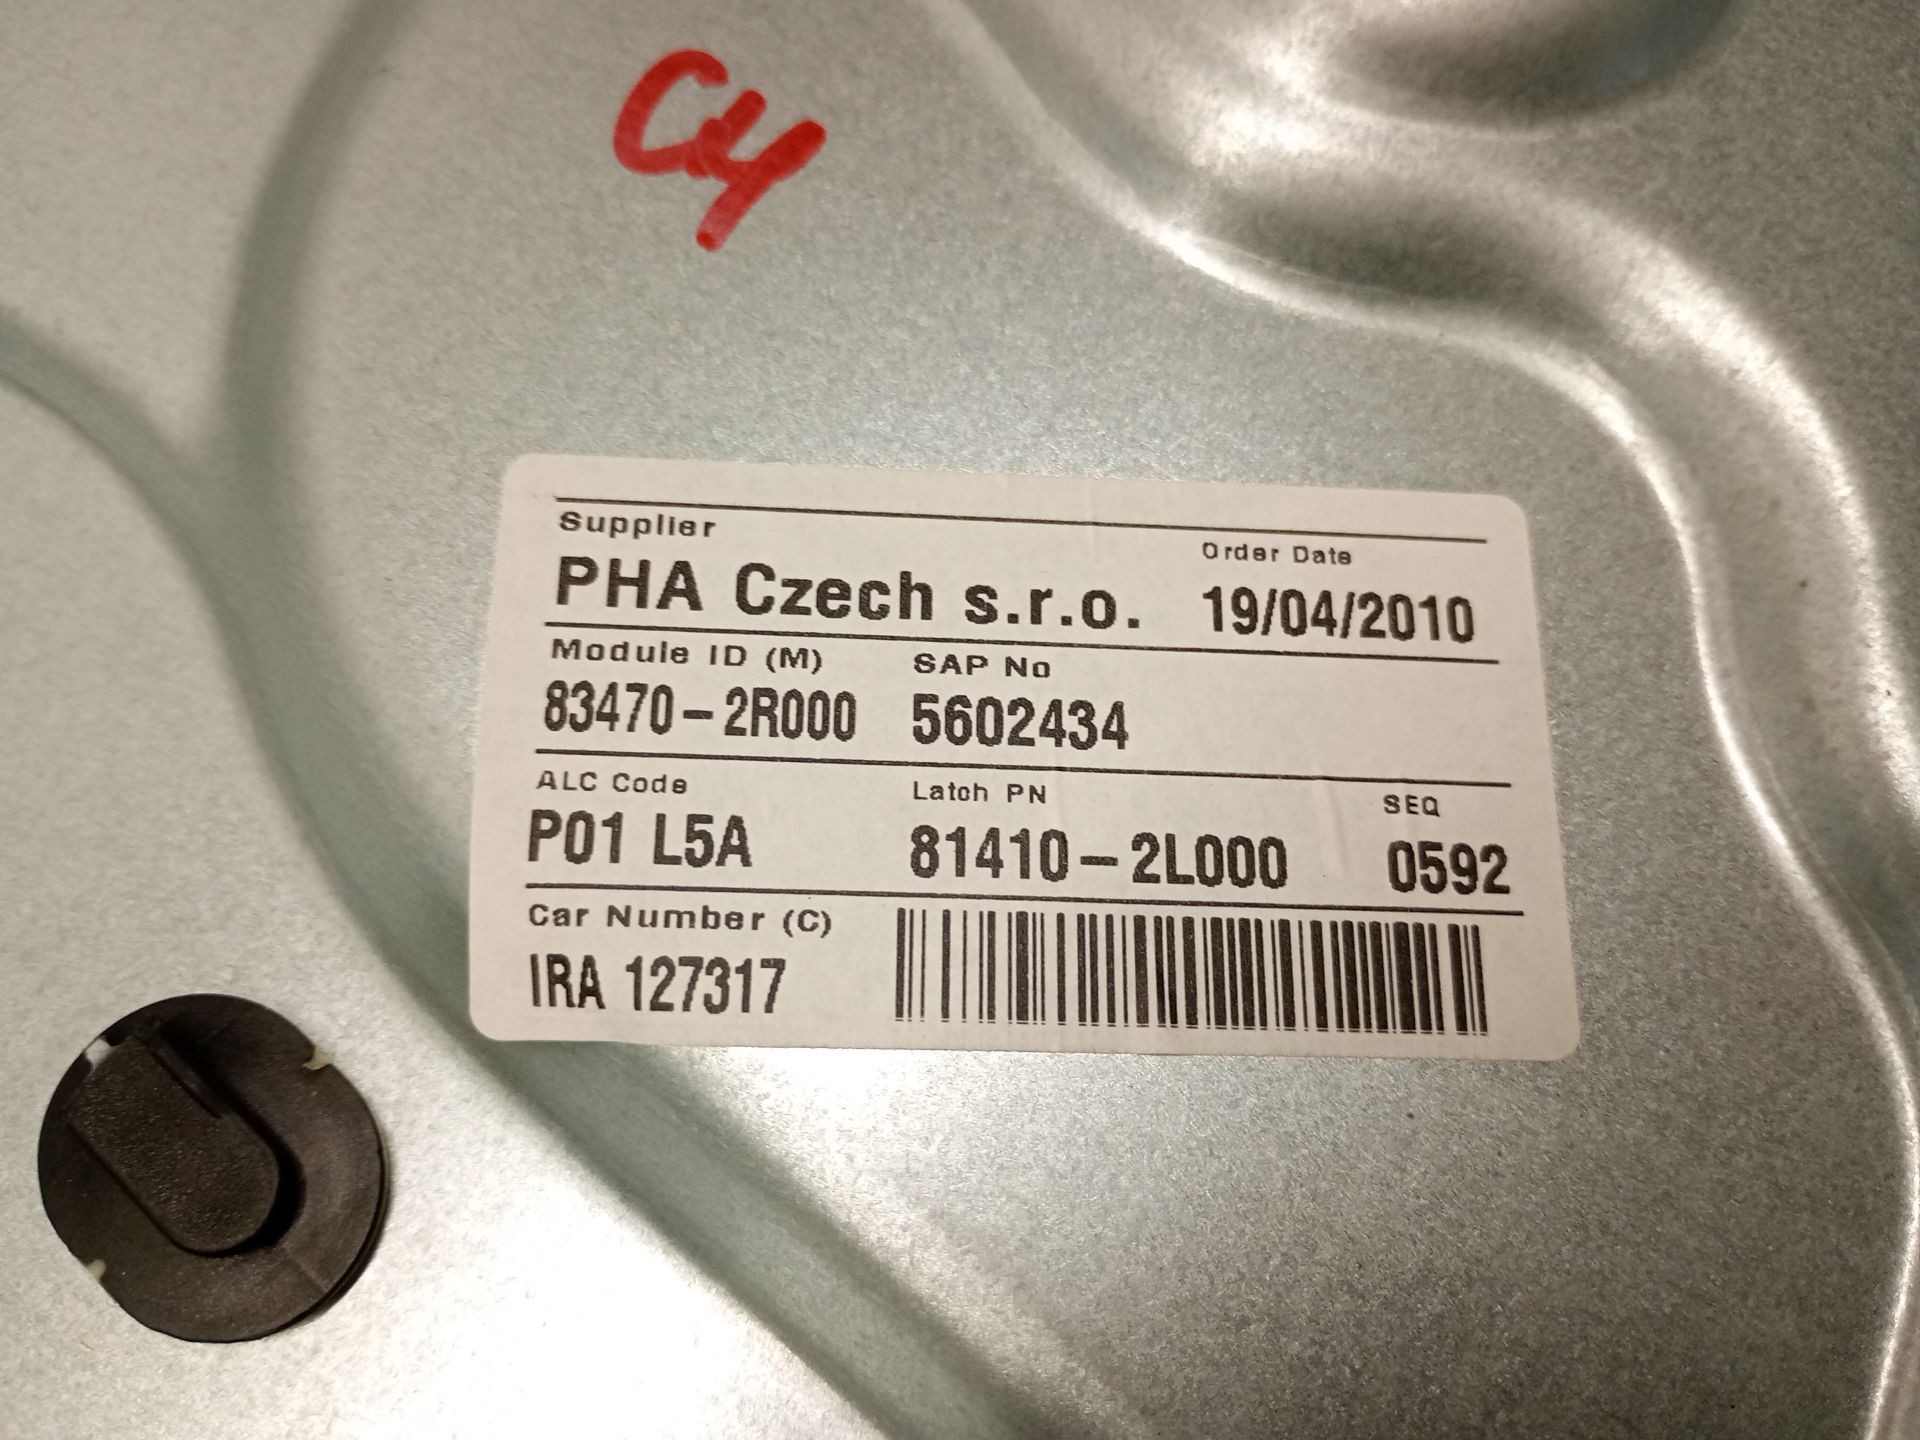 C4
Supplier Order Date
PHA Czech s.r.o. 19/04/2010
Module ID (M) SAP No
83470-2R000 5602434
ALC Code Latch PN SEQ
P01 L5A 81410-2L000 0592
Car Number (C)
IRA 127317